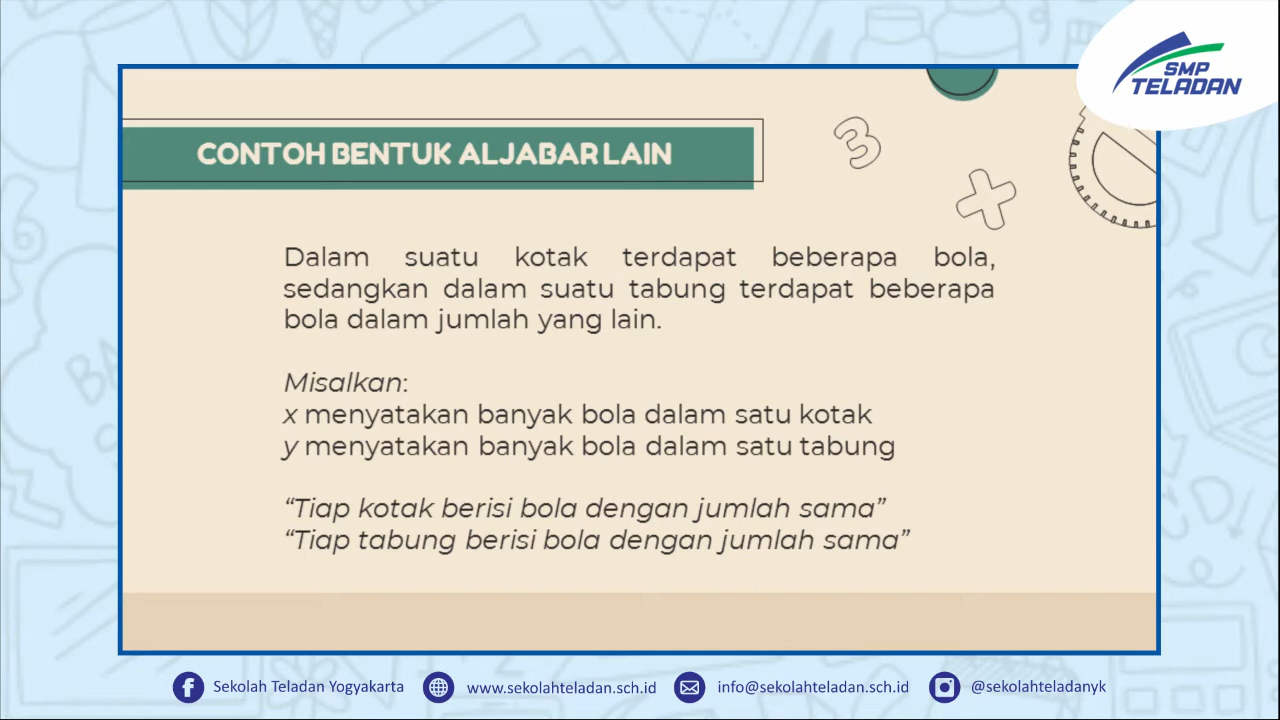 SMP
TELADAN
3
CONTOH BENTUK ALJABAR LAIN
Dalam suatu kotak terdapat beberapa bola,
sedangkan dalam suatu tabung terdapat beberapa
bola dalam jumlah yang lain.
Misalkan:
x menyatakan banyak bola dalam satu kotak
y menyatakan banyak bola dalam satu tabung
“Tiap kotak berisi bola dengan jumlah sama”
“Tiap tabung berisi bola dengan jumlah sama”
Sekolah Teladan Yogyakarta
www.sekolahteladan.sch.id
info@sekolahteladan.sch.id
@sekolahteladanyk